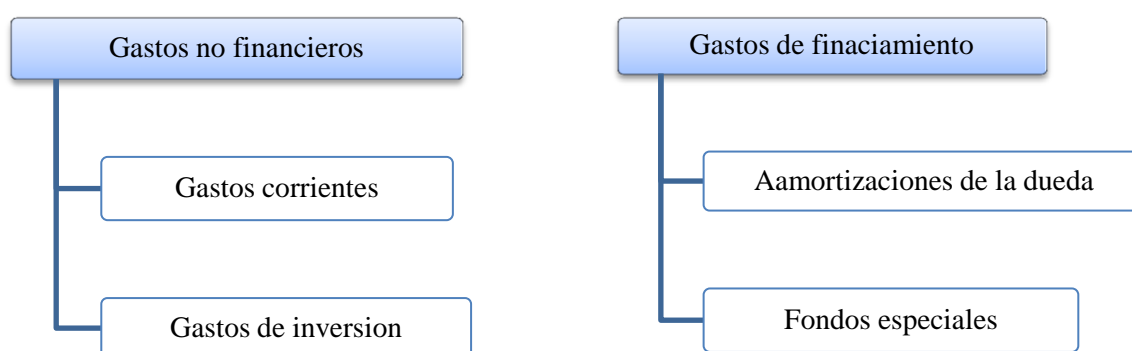 Gastos no financieros
Gastos corrientes
Gastos de inversion
Gastos de finaciamiento
Aamortizaciones de la dueda
Fondos especiales